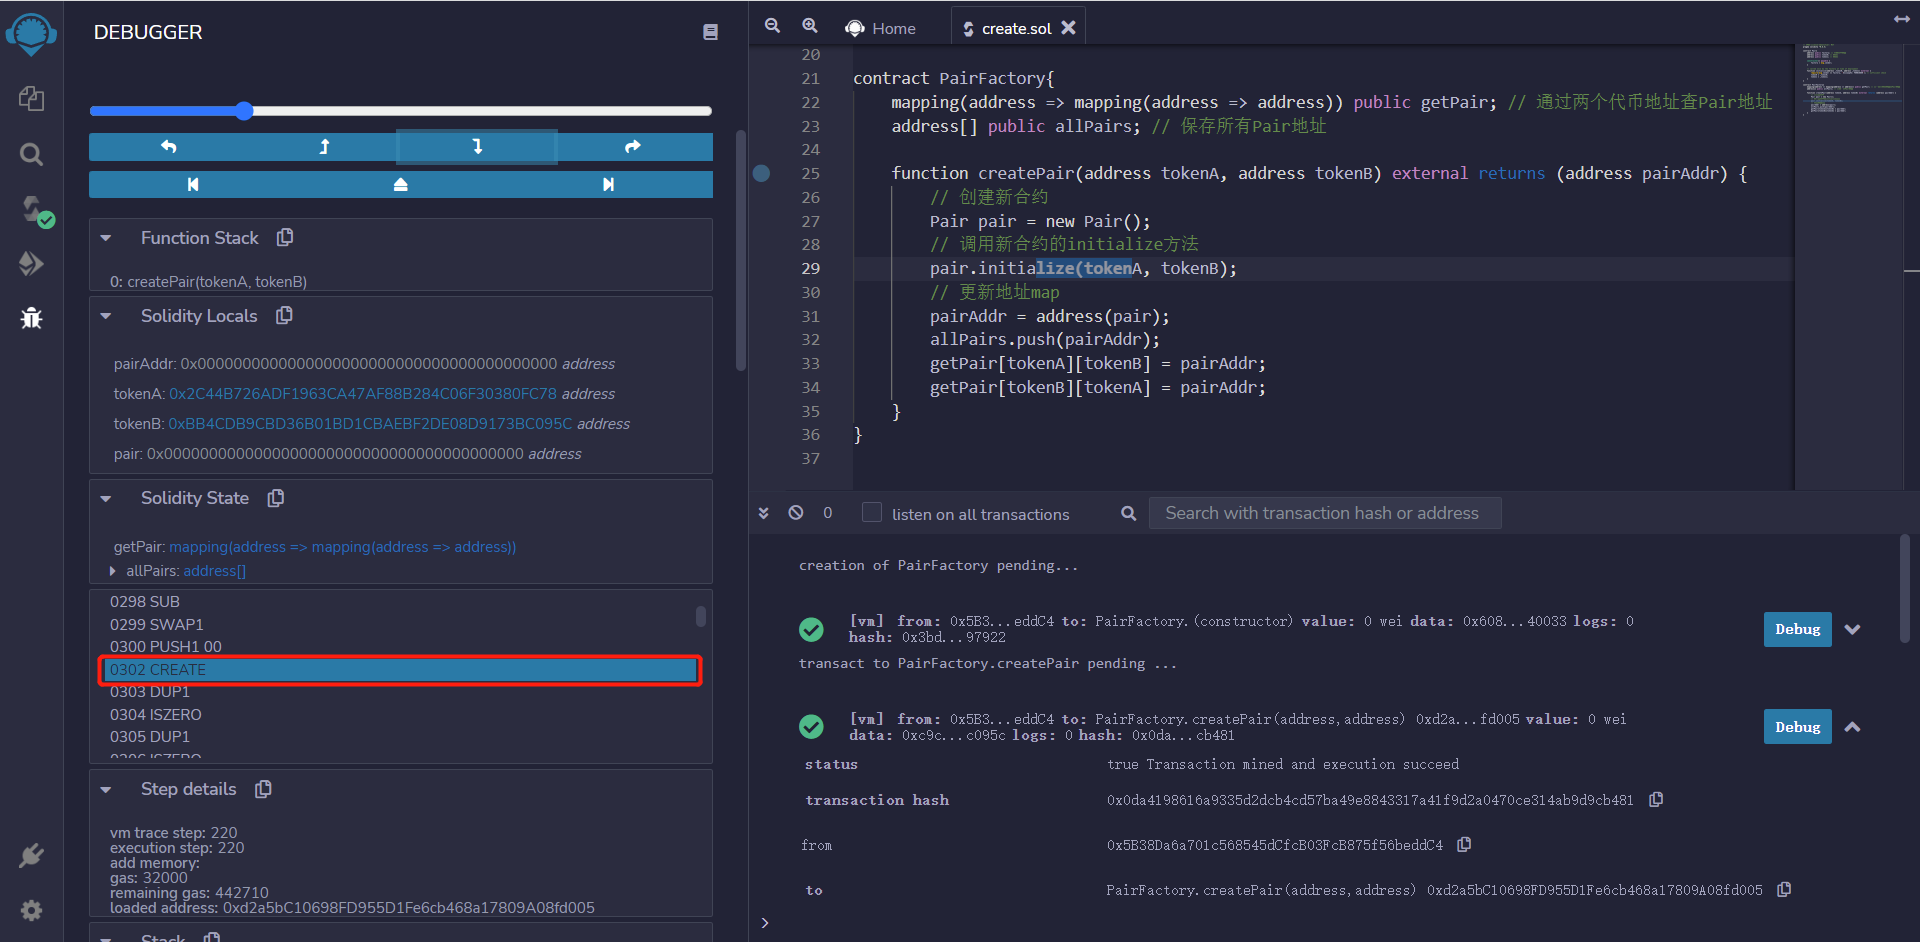 DEBUGGER
Function Stack
0: createPair(tokenA, tokenB)
Solidity Locals
pairAddr: 0x0000000000000000000000000000000000000000 address
tokenA: 0x2C44B726ADF1963CA47AF88B284C06F30380FC78 address
tokenB: 0xBB4CDB9CBD36B01BD1CBAEBF2DE08D9173BC095C address
pair: 0x0000000000000000000000000000000000000000 address
Solidity State
getPair: mapping(address => mapping(address => address))
allPairs: address[]
0298 SUB
0299 SWAP1
0300 PUSH1 00
0302 CREATE
0303 DUP1
0304 ISZERO
0305 DUP1
0306 ISZERO
Step details
vm trace step: 220
execution step: 220
add memory:
gas: 32000
remaining gas: 442710
loaded address: 0xd2a5bC10698FD955D1Fe6cb468a17809A08fd005
Stack
Home
create.sol
20
21 contract PairFactory{
22 mapping(address => mapping(address => address)) public getPair; // 通过两个代币地址查Pair地址
23 address[] public allPairs; // 保存所有Pair地址
24
25 function createPair(address tokenA, address tokenB) external returns (address pairAddr) {
26 // 创建新合约
27 Pair pair = new Pair();
28 // 调用新合约的initialize方法
29 pair.initialize(tokenA, tokenB);
30 // 更新地址map
31 pairAddr = address(pair);
32 allPairs.push(pairAddr);
33 getPair[tokenA][tokenB] = pairAddr;
34 getPair[tokenB][tokenA] = pairAddr;
35 }
36 }
37
0 listen on all transactions Search with transaction hash or address
creation of PairFactory pending...
[vm] from: 0x5B3...eddC4 to: PairFactory.(constructor) value: 0 wei data: 0x608...40033 logs: 0
hash: 0x3bd...97922
Debug
transact to PairFactory.createPair pending ...
[vm] from: 0x5B3...eddC4 to: PairFactory.createPair(address,address) 0xd2a...fd005 value: 0 wei
data: 0xc9c...c095c logs: 0 hash: 0x0da...cb481
Debug
status true Transaction mined and execution succeed
transaction hash 0x0da4198616a9335d2dcb4cd57ba49e8843317a41f9d2a0470ce314ab9d9cb481
from 0x5B38Da6a701c568545dCfcB03FcB875f56beddC4
to PairFactory.createPair(address,address) 0xd2a5bC10698FD955D1Fe6cb468a17809A08fd005
>